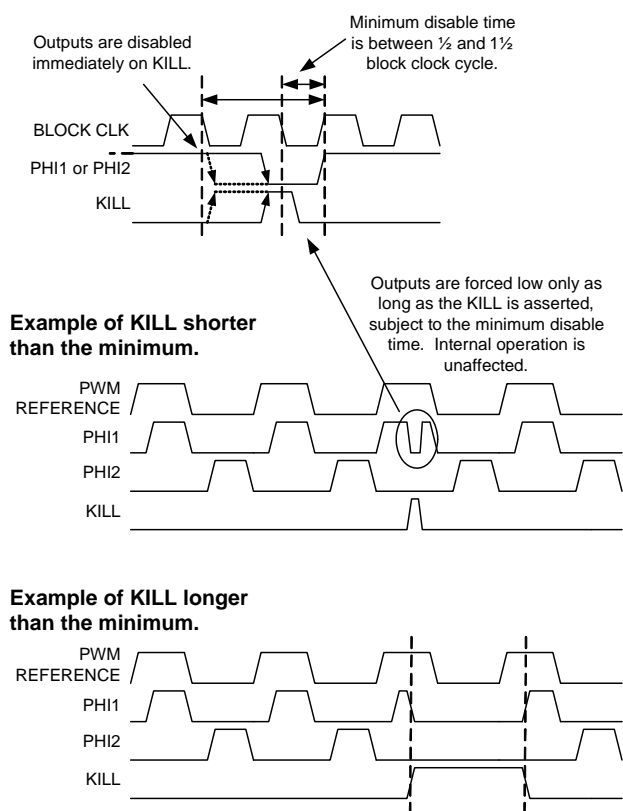 Minimum disable time
is between ½ and 1½
block clock cycle.
Outputs are disabled
immediately on KILL.
BLOCK CLK
PHI1 or PHI2
KILL
Outputs are forced low only as
long as the KILL is asserted,
subject to the minimum disable
time. Internal operation is
unaffected.
Example of KILL shorter
than the minimum.
PWM
REFERENCE
PHI1
PHI2
KILL
Example of KILL longer
than the minimum.
PWM
REFERENCE
PHI1
PHI2
KILL